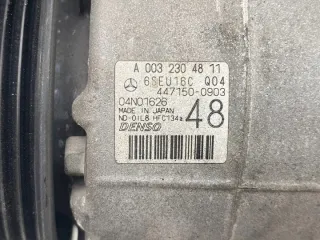 A 003 230 48 11
6SEU16C Q04
447150-0903
04N01626
MADE IN JAPAN
ND-OIL8 HFC134a
48
DENSO